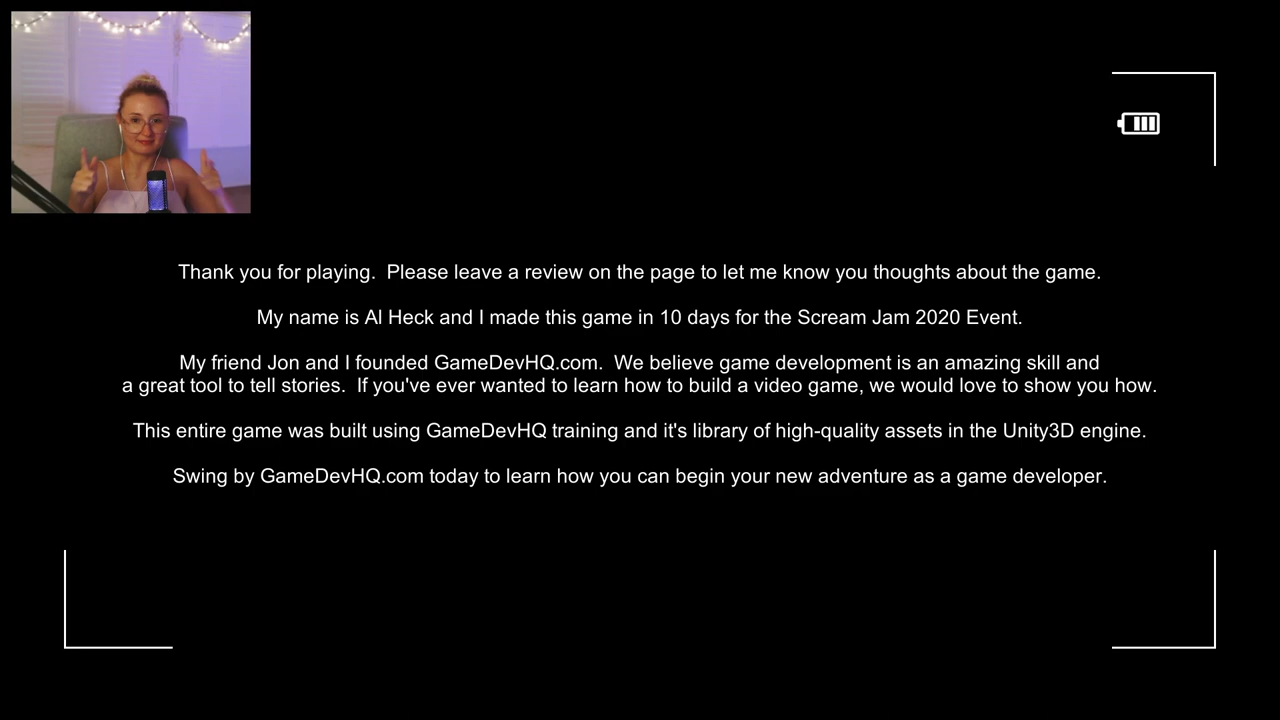 Thank you for playing.  Please leave a review on the page to let me know you thoughts about the game.
My name is Al Heck and I made this game in 10 days for the Scream Jam 2020 Event.
My friend Jon and I founded GameDevHQ.com.  We believe game development is an amazing skill and
a great tool to tell stories.  If you've ever wanted to learn how to build a video game, we would love to show you how.
This entire game was built using GameDevHQ training and it's library of high-quality assets in the Unity3D engine.
Swing by GameDevHQ.com today to learn how you can begin your new adventure as a game developer.